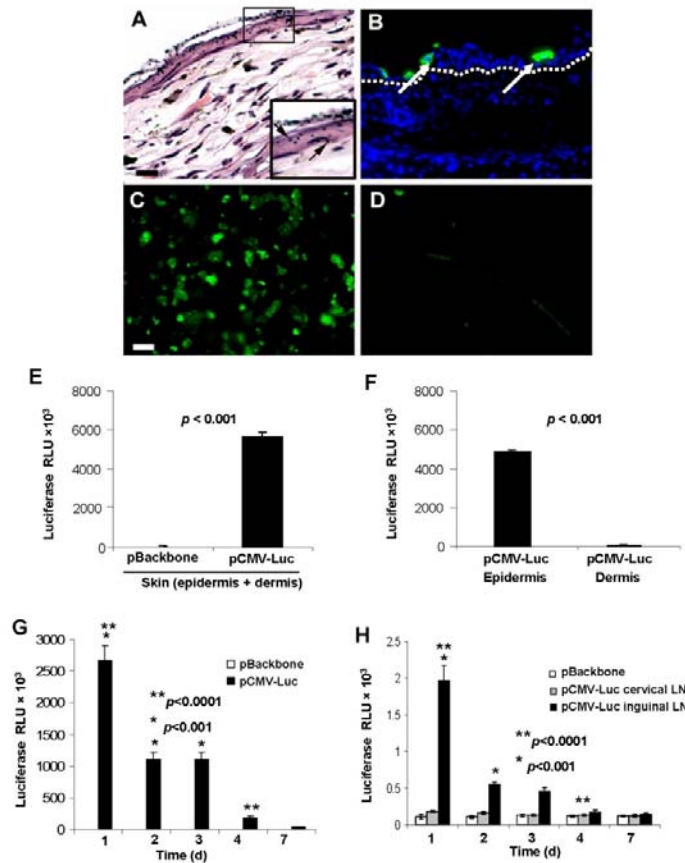 A
B
C
D
E
Luciferase RLU ×10³
8000
6000
4000
2000
0
p < 0.001
pBackbone
pCMV-Luc
Skin (epidermis + dermis)
F
Luciferase RLU ×10³
8000
6000
4000
2000
0
p < 0.001
pCMV-Luc
Epidermis
pCMV-Luc
Dermis
G
Luciferase RLU × 10³
3000
2500
2000
1500
1000
500
0
pBackbone
pCMV-Luc
**
*
** p<0.0001
* p<0.001
*
*
**
1
2
3
4
7
Time (d)
H
Luciferase RLU × 10³
2.5
2
1.5
1
0.5
0
pBackbone
pCMV-Luc cervical LN
pCMV-Luc inguinal LN
**
*
** p<0.0001
* p<0.001
*
**
1
2
3
4
7
Time (d)